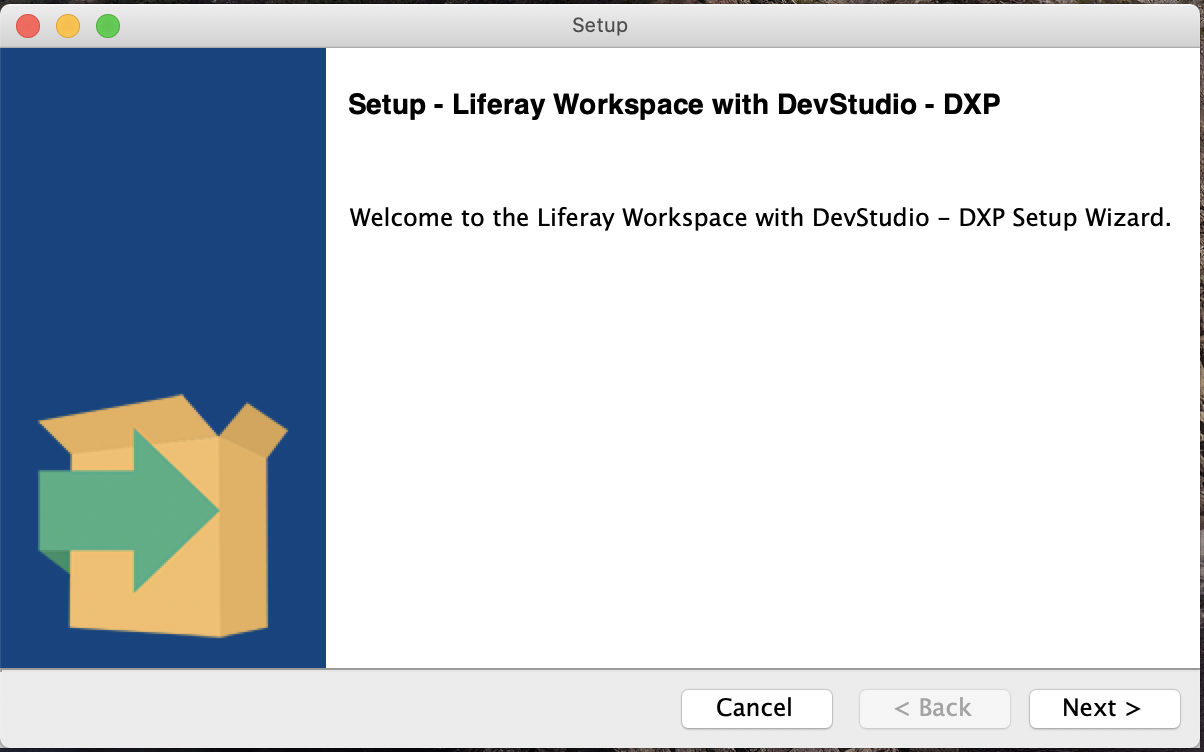 Setup
Setup - Liferay Workspace with DevStudio - DXP
Welcome to the Liferay Workspace with DevStudio – DXP Setup Wizard.
Cancel
< Back
Next >